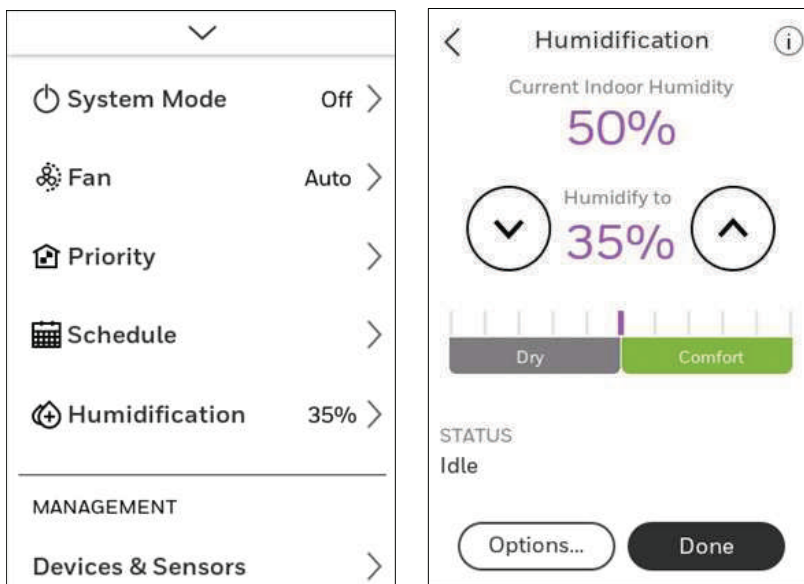 System Mode Off
Fan Auto
Priority
Schedule
Humidification 35%
MANAGEMENT
Devices & Sensors
Humidification
Current Indoor Humidity
50%
Humidify to
35%
Dry Comfort
STATUS
Idle
Options... Done